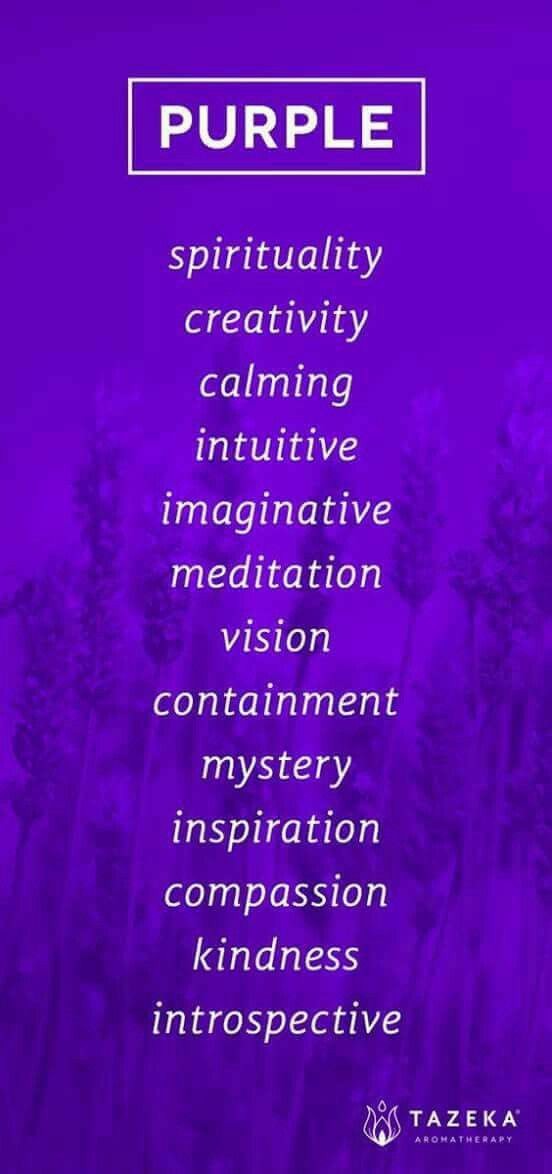 PURPLE
spirituality
creativity
calming
intuitive
imaginative
meditation
vision
containment
mystery
inspiration
compassion
kindness
introspective
TAZEKA®
AROMATHERAPY